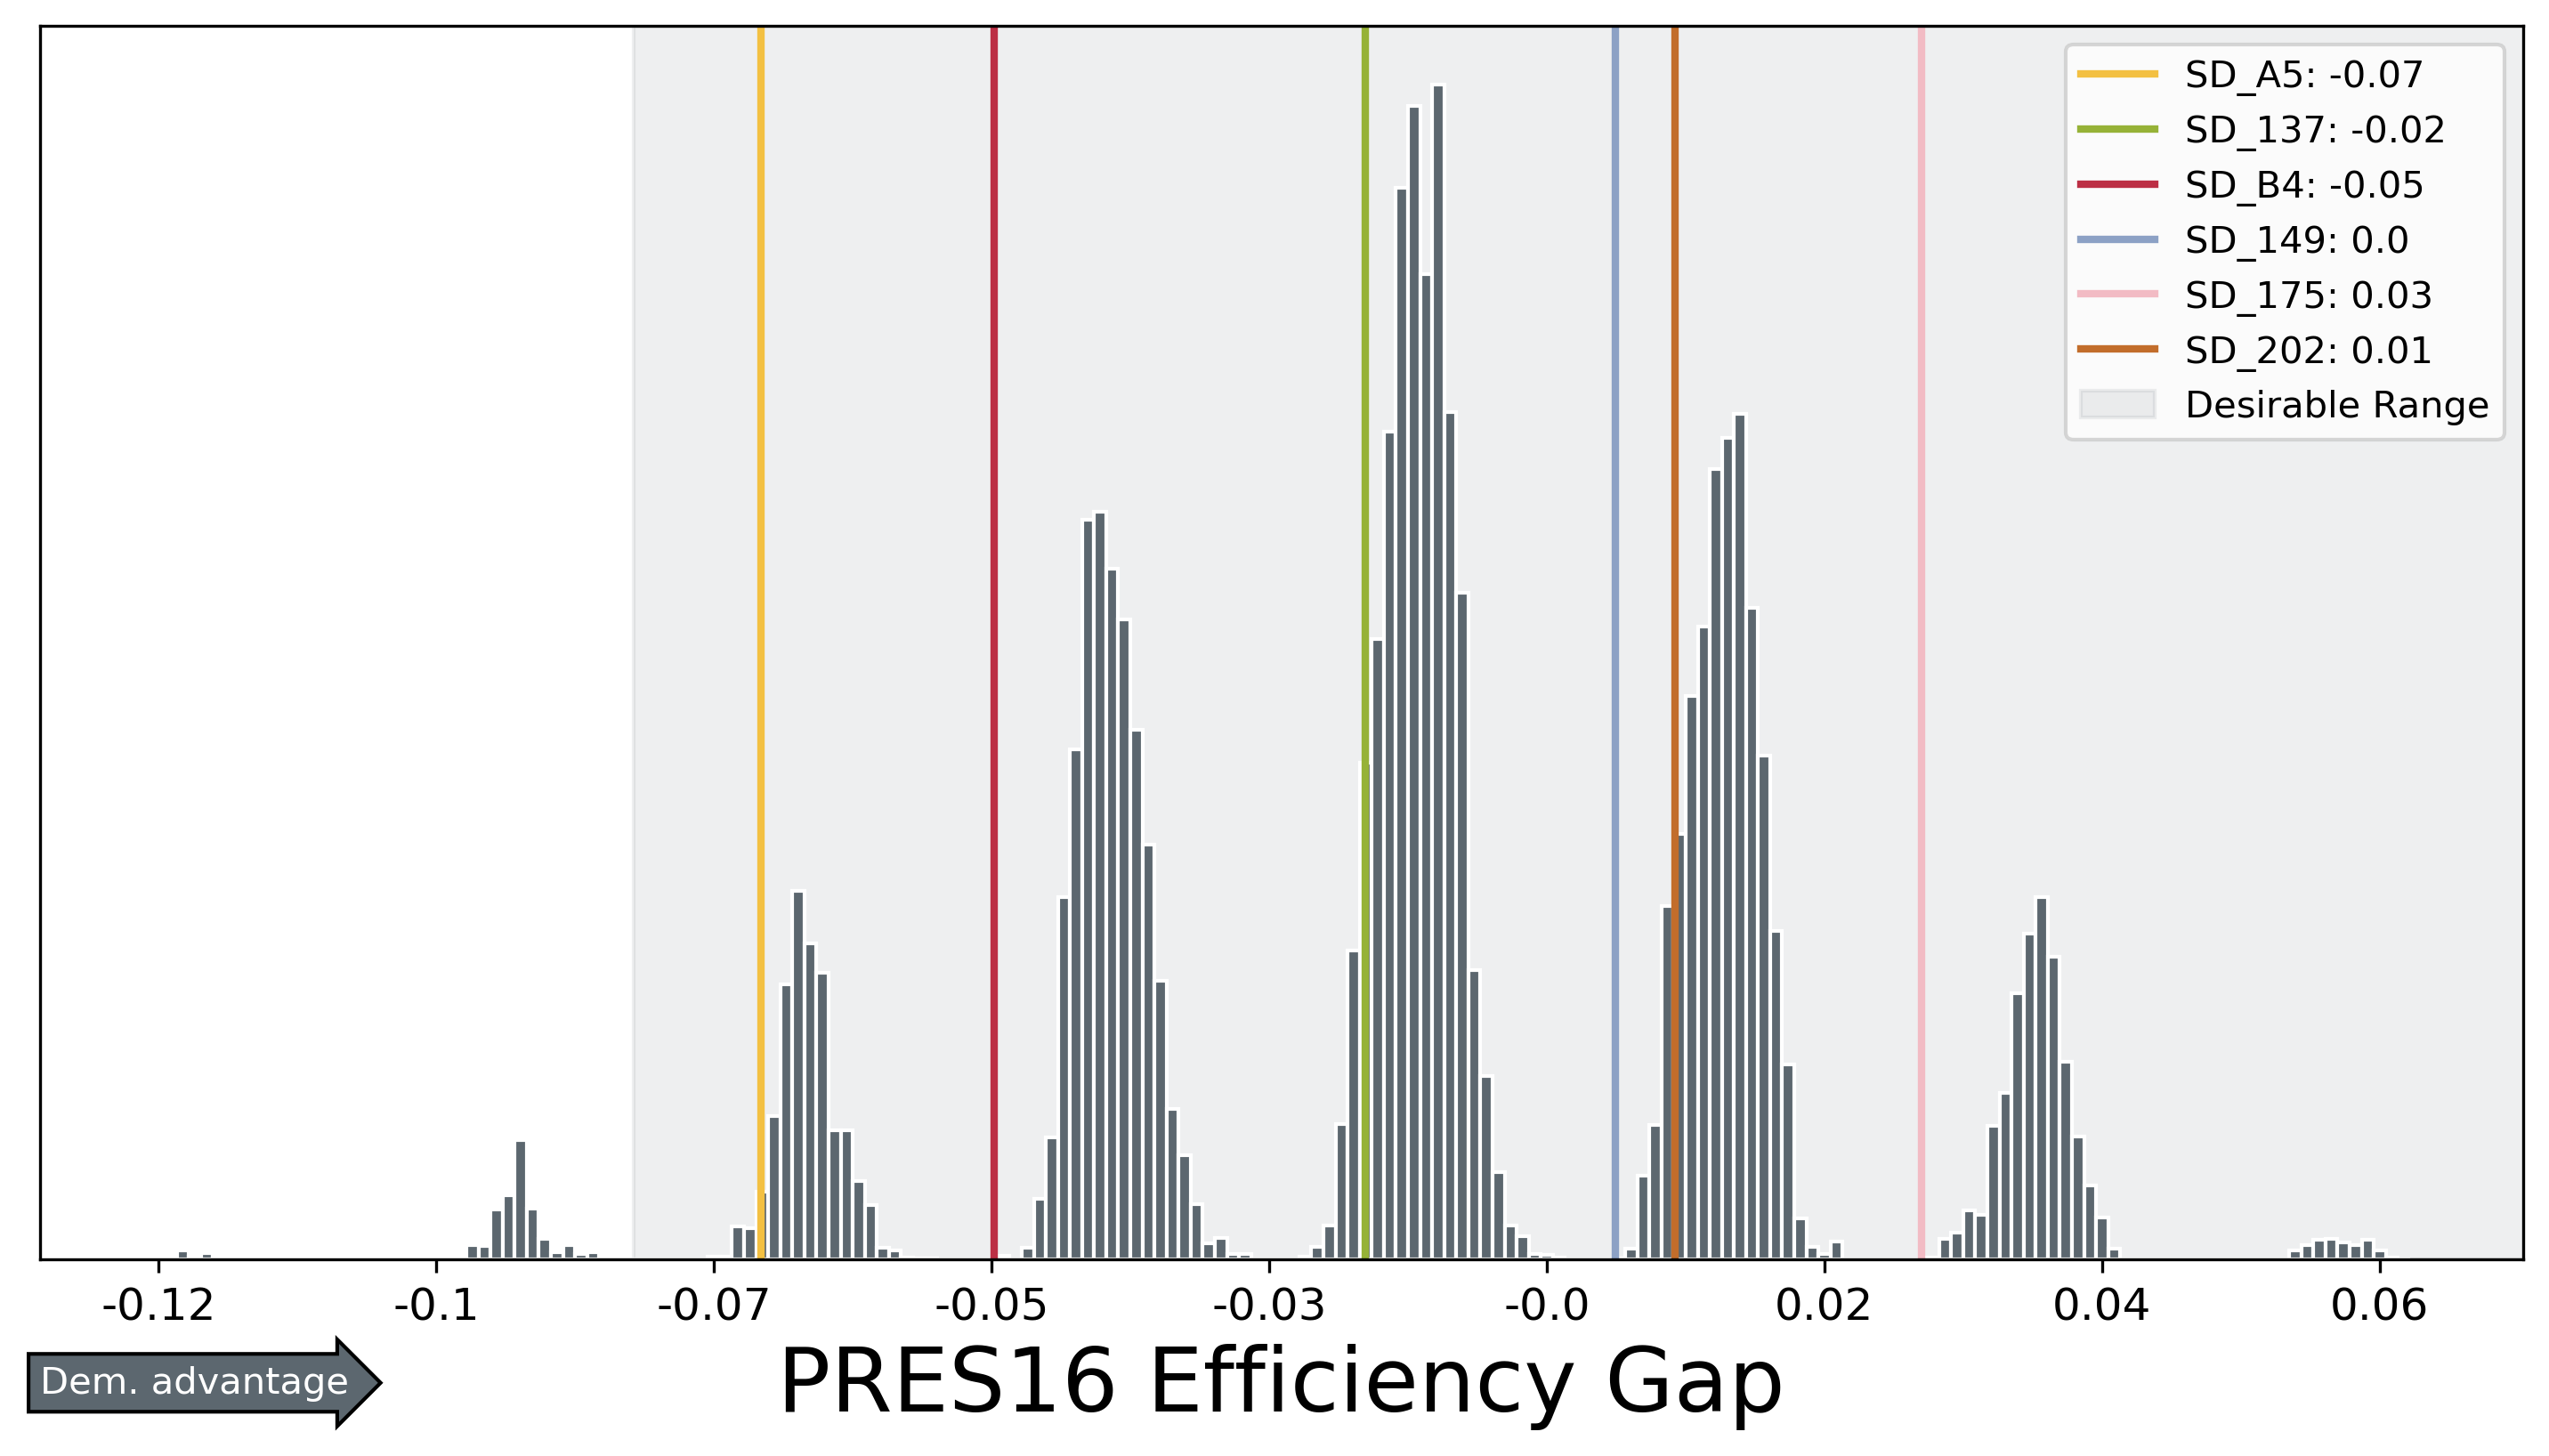 SD_A5: -0.07
SD_137: -0.02
SD_B4: -0.05
SD_149: 0.0
SD_175: 0.03
SD_202: 0.01
Desirable Range
-0.12 -0.1 -0.07 -0.05 -0.03 -0.0 0.02 0.04 0.06
Dem. advantage
PRES16 Efficiency Gap